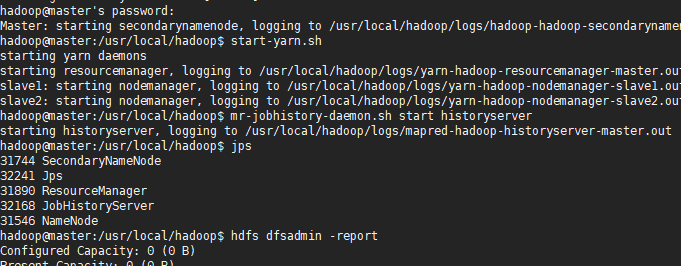 hadoop@master's password:
Master: starting secondarynamenode, logging to /usr/local/hadoop/logs/hadoop-hadoop-secondaryname
hadoop@master:/usr/local/hadoop$ start-yarn.sh
starting yarn daemons
starting resourcemanager, logging to /usr/local/hadoop/logs/yarn-hadoop-resourcemanager-master.out
slave1: starting nodemanager, logging to /usr/local/hadoop/logs/yarn-hadoop-nodemanager-slave1.out
slave2: starting nodemanager, logging to /usr/local/hadoop/logs/yarn-hadoop-nodemanager-slave2.out
hadoop@master:/usr/local/hadoop$ mr-jobhistory-daemon.sh start historyserver
starting historyserver, logging to /usr/local/hadoop/logs/mapred-hadoop-historyserver-master.out
hadoop@master:/usr/local/hadoop$ jps
31744 SecondaryNameNode
32241 Jps
31890 ResourceManager
32168 JobHistoryServer
31546 NameNode
hadoop@master:/usr/local/hadoop$ hdfs dfsadmin -report
Configured Capacity: 0 (0 B)
Present Capacity: 0 (0 B)